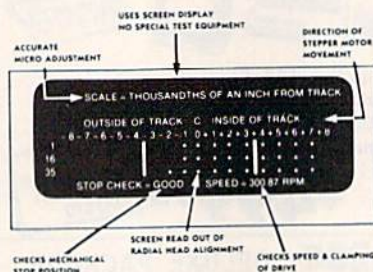 USES SCREEN DISPLAY
NO SPECIAL TEST EQUIPMENT
ACCURATE
MICRO ADJUSTMENT
DIRECTION OF
STEPPER MOTOR
MOVEMENT
SCALE = THOUSANDTHS OF AN INCH FROM TRACK
OUTSIDE OF TRACK C INSIDE OF TRACK
-8-7-6-5-4-3-2-1 0+1+2+3+4+5+6+7+8
1
16
35
STOP CHECK = GOOD SPEED = 300.87 RPM
CHECKS MECHANICAL
STOP POSITION
SCREEN READ OUT OF
RADIAL HEAD ALIGNMENT
CHECKS SPEED & CLAMPING
OF DRIVE